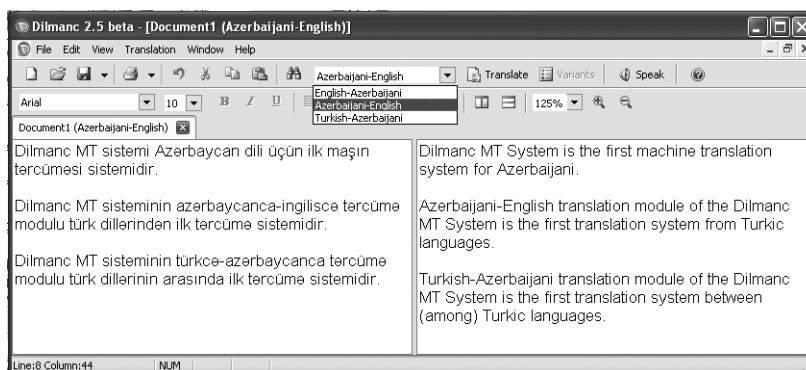 Dilmanc 2.5 beta - [Document1 (Azerbaijani-English)]
File Edit View Translation Window Help
Azerbaijani-English Translate Variants Speak
English-Azerbaijani
Azerbaijani-English
Turkish-Azerbaijani
Arial 10 B I U 125%
Document1 (Azerbaijani-English)
Dilmanc MT sistemi Azərbaycan dili üçün ilk maşın
tərcüməsi sistemidir.
Dilmanc MT sisteminin azərbaycanca-ingiliscə tərcümə
modulu türk dillərindən ilk tərcümə sistemidir.
Dilmanc MT sisteminin türkcə-azərbaycanca tərcümə
modulu türk dillərinin arasında ilk tərcümə sistemidir.
Dilmanc MT System is the first machine translation
system for Azerbaijani.
Azerbaijani-English translation module of the Dilmanc
MT System is the first translation system from Turkic
languages.
Turkish-Azerbaijani translation module of the Dilmanc
MT System is the first translation system between
(among) Turkic languages.
Line:8 Column:44 NUM